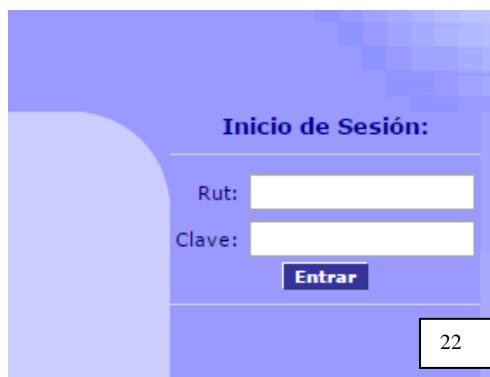 Inicio de Sesión:
Rut:
Clave:
Entrar
22